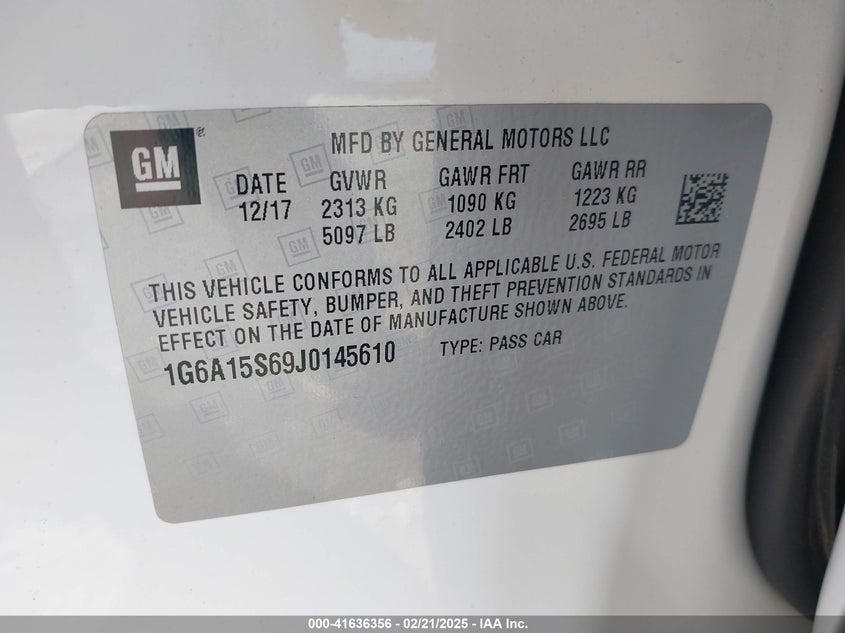 GM
MFD BY GENERAL MOTORS LLC
DATE GVWR GAWR FRT GAWR RR
12/17 2313 KG 1090 KG 1223 KG
5097 LB 2402 LB 2695 LB
THIS VEHICLE CONFORMS TO ALL APPLICABLE U.S. FEDERAL MOTOR
VEHICLE SAFETY, BUMPER, AND THEFT PREVENTION STANDARDS IN
EFFECT ON THE DATE OF MANUFACTURE SHOWN ABOVE.
1G6A15S69J0145610 TYPE: PASS CAR
000-41636356 - 02/21/2025 - IAA Inc.